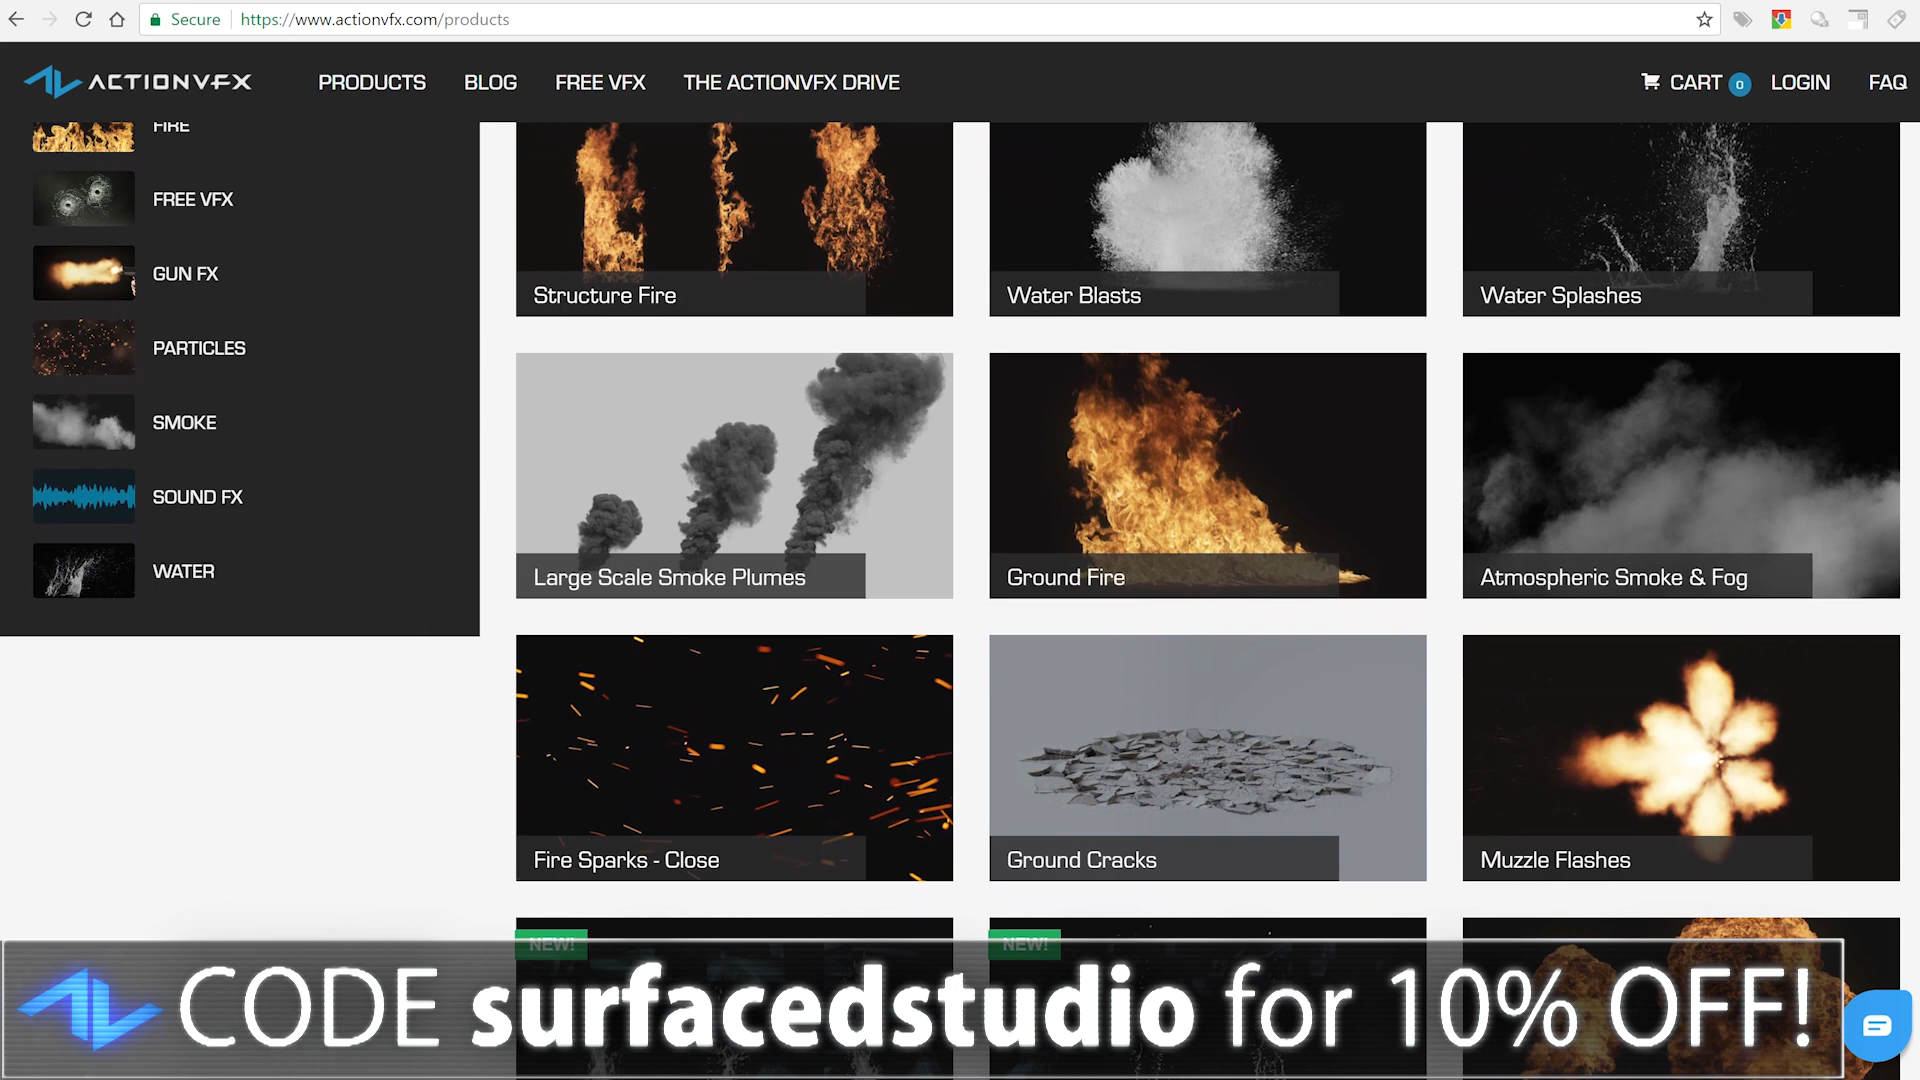 Secure https://www.actionvfx.com/products
ACTIONVFX PRODUCTS BLOG FREE VFX THE ACTIONVFX DRIVE CART 0 LOGIN FAQ
FIRE
FREE VFX
GUN FX
PARTICLES
SMOKE
SOUND FX
WATER
Structure Fire
Water Blasts
Water Splashes
Large Scale Smoke Plumes
Ground Fire
Atmospheric Smoke & Fog
Fire Sparks - Close
Ground Cracks
Muzzle Flashes
NEW!
NEW!
CODE surfacedstudio for 10% OFF!